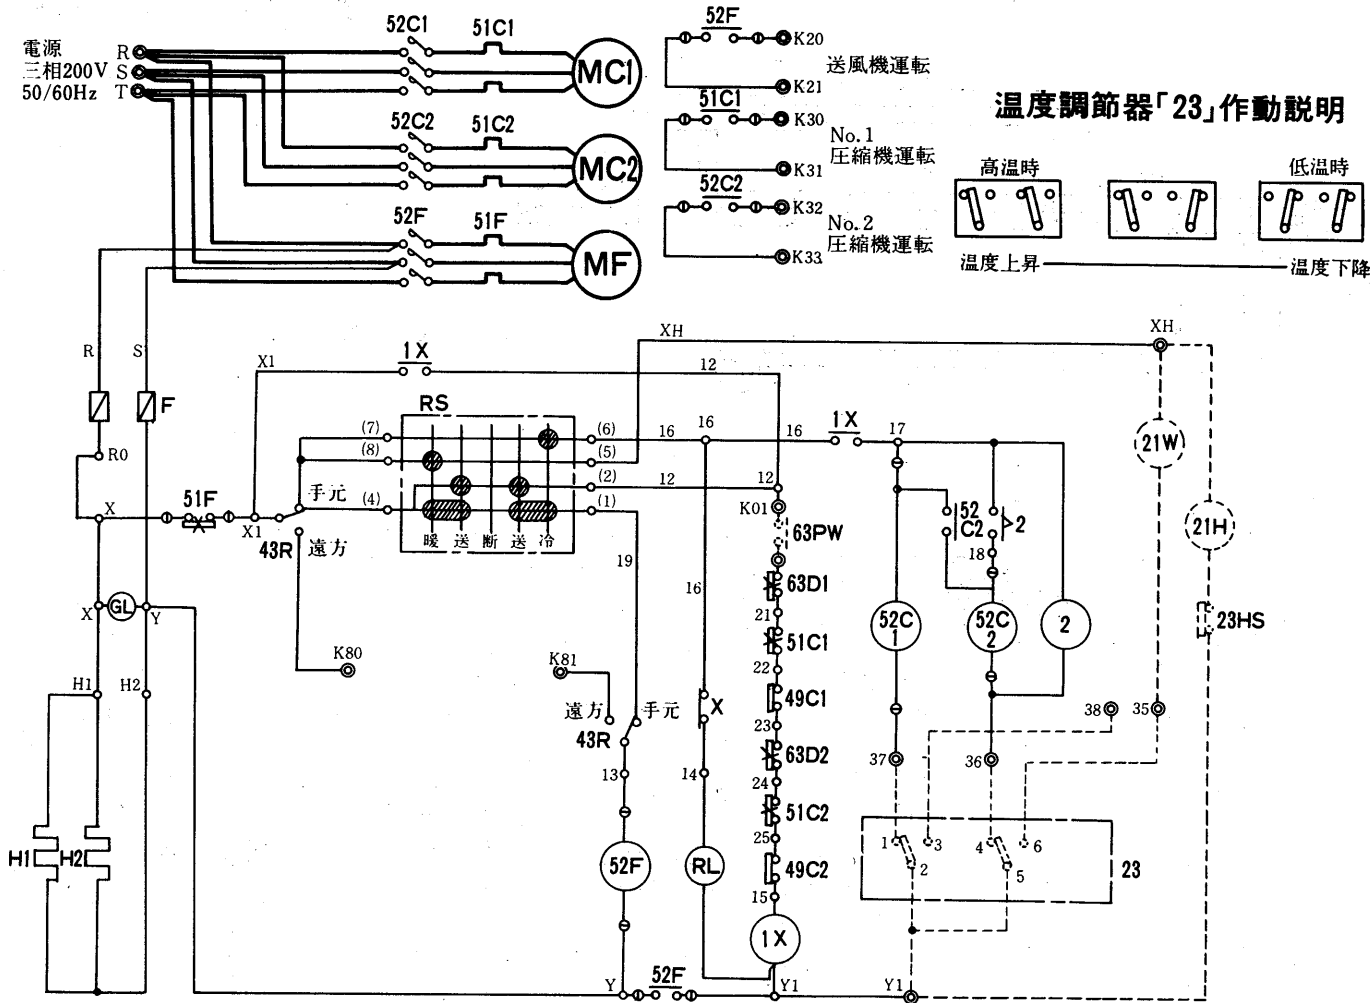 電源
三相200V
50/60Hz
R
S
T
52C1
51C1
MC1
52C2
51C2
MC2
52F
51F
MF
52F
K20
送風機運転
K21
51C1
K30
No.1
圧縮機運転
K31
52C2
K32
No.2
圧縮機運転
K33
温度調節器「23」作動説明
高温時
低温時
温度上昇
温度下降
R
S
F
R0
X
51F
X1
X1
1X
12
XH
XH
RS
(7)
(8)
(4)
(6)
(5)
(2)
(1)
暖
送
断
送
冷
手元
43R
遠方
16
16
16
1X
17
12
12
K01
63PW
63D1
21
51C1
22
49C1
23
63D2
24
51C2
25
49C2
15
1X
19
16
X
14
RL
X
GL
Y
K80
K81
遠方
手元
43R
13
52F
H1
H2
H1
H2
Y
52F
Y1
Y1
52
C2
2
18
52C
1
52C
2
2
21W
21H
23HS
38
35
37
36
1
3
2
4
6
5
23